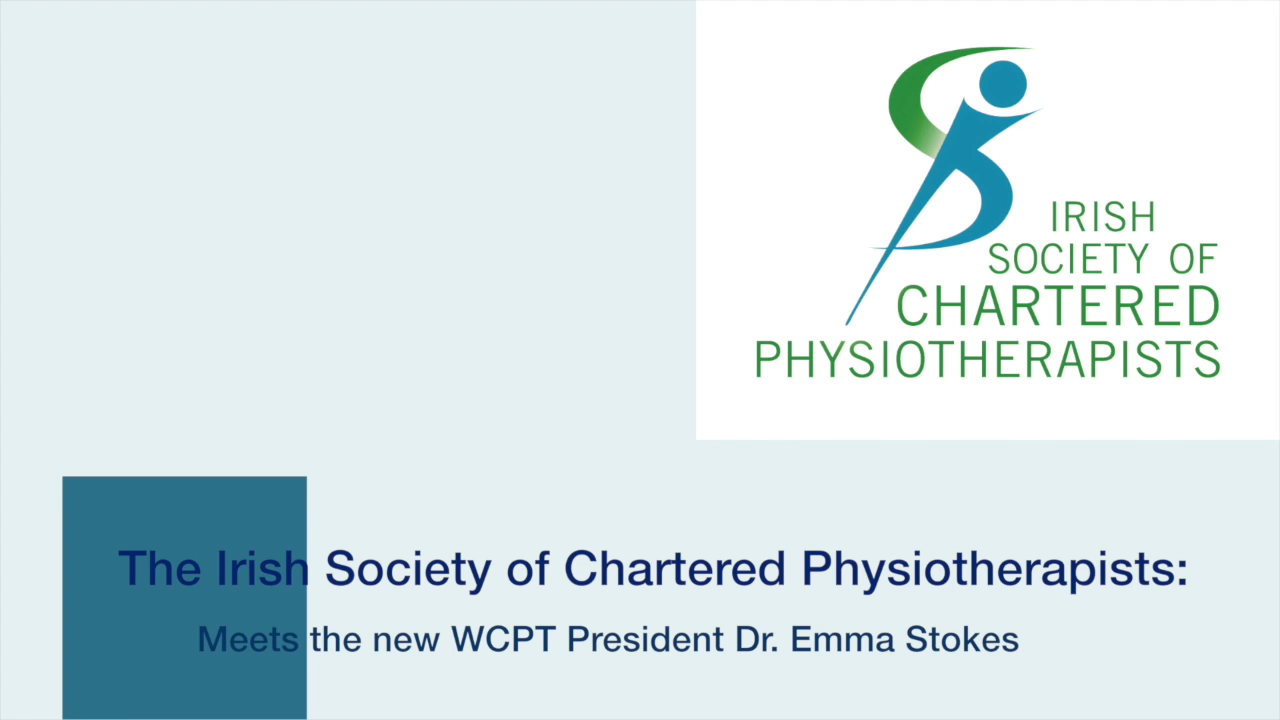 IRISH
SOCIETY OF
CHARTERED
PHYSIOTHERAPISTS
The Irish Society of Chartered Physiotherapists:
Meets the new WCPT President Dr. Emma Stokes